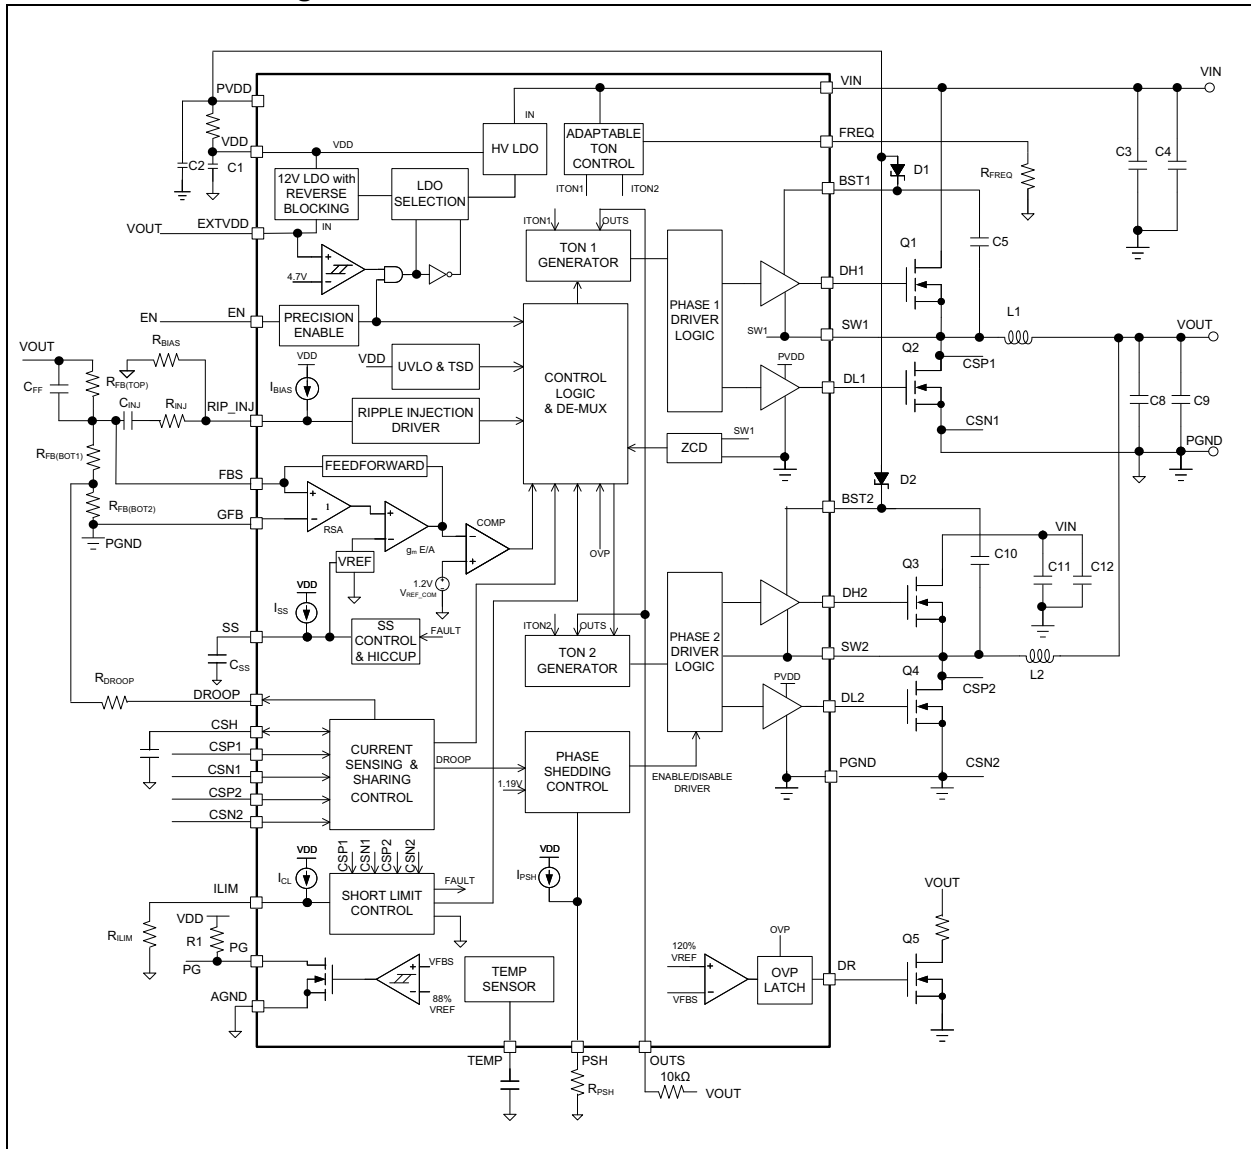 PVDD
VIN
VIN
IN
FREQ
VDD
VDD
HV LDO
ADAPTABLE
TON
CONTROL
C2
C1
D1
C3
C4
RFREQ
12V LDO with
REVERSE
BLOCKING
LDO
SELECTION
ITON1
ITON2
BST1
VOUT
EXTVDD
IN
ITON1
OUTS
C5
Q1
4.7V
TON 1
GENERATOR
DH1
PHASE 1
DRIVER
LOGIC
EN
EN
PRECISION
ENABLE
L1
SW1
SW1
VOUT
VOUT
RBIAS
VDD
VDD
UVLO & TSD
CONTROL
LOGIC
& DE-MUX
Q2
CSP1
PVDD
CFF
RFB(TOP)
IBIAS
DL1
CINJ
RINJ
RIP_INJ
RIPPLE INJECTION
DRIVER
C8
C9
CSN1
SW1
ZCD
PGND
RFB(BOT1)
FBS
FEEDFORWARD
D2
BST2
RFB(BOT2)
GFB
1
RSA
COMP
VIN
PGND
gm E/A
VREF
OVP
C10
Q3
C11
C12
1.2V
VREF_COM
VDD
ISS
PHASE 2
DRIVER
LOGIC
DH2
SS
SS
CONTROL
& HICCUP
FAULT
ITON2
OUTS
TON 2
GENERATOR
SW2
CSS
L2
RDROOP
DROOP
PVDD
Q4
CSP2
DL2
CSH
CSP1
CSN1
CSP2
CSN2
CURRENT
SENSING &
SHARING
CONTROL
DROOP
PHASE
SHEDDING
CONTROL
1.19V
ENABLE/DISABLE
DRIVER
PGND
CSN2
VDD
ICL
CSP1
CSN1
CSP2
CSN2
VDD
IPSH
ILIM
SHORT LIMIT
CONTROL
FAULT
VOUT
RILIM
VDD
R1
PG
PG
VFBS
88%
VREF
TEMP
SENSOR
120%
VREF
VFBS
OVP
OVP
LATCH
DR
Q5
AGND
TEMP
PSH
OUTS
RPSH
10kΩ
VOUT